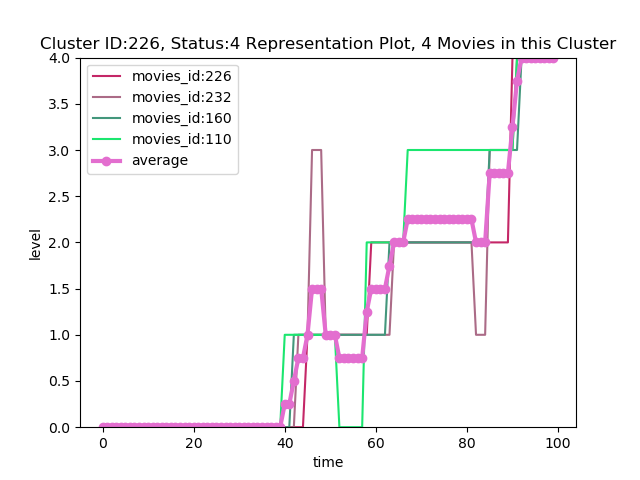 Cluster ID:226, Status:4 Representation Plot, 4 Movies in this Cluster
4.0
3.5
3.0
2.5
2.0
1.5
1.0
0.5
0.0
level
movies_id:226
movies_id:232
movies_id:160
movies_id:110
average
0 20 40 60 80 100
time